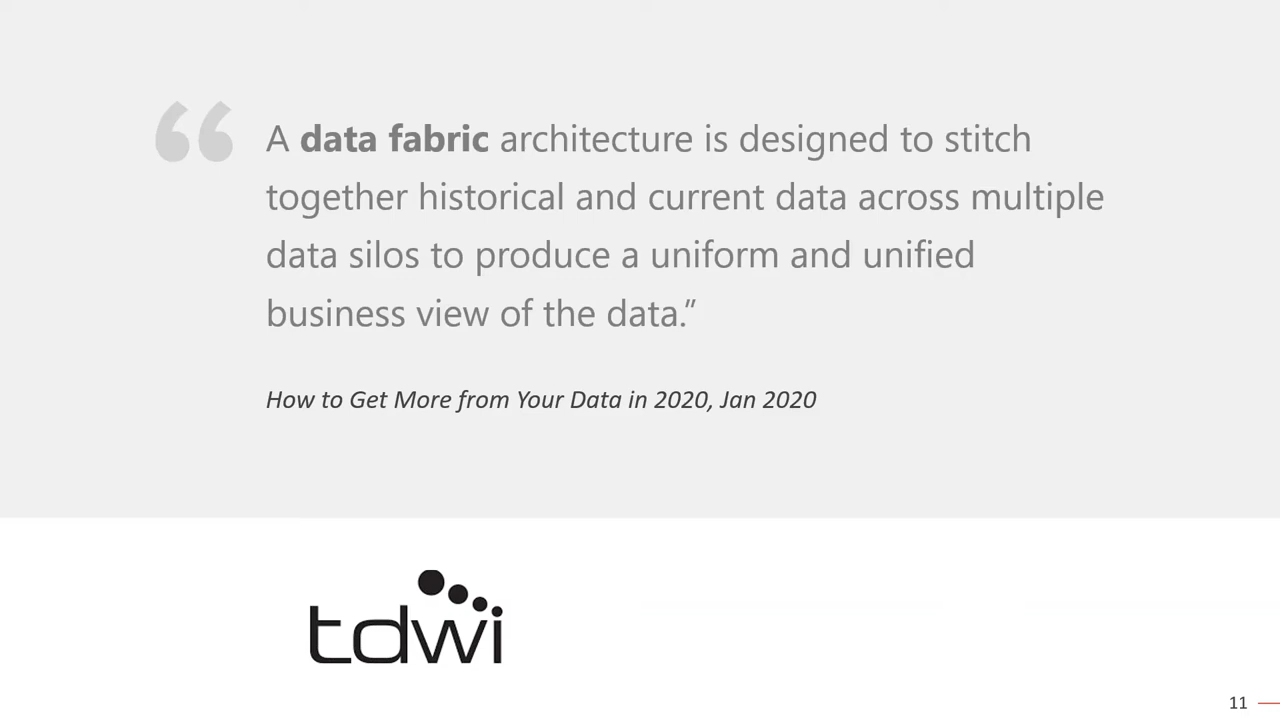 “
A data fabric architecture is designed to stitch
together historical and current data across multiple
data silos to produce a uniform and unified
business view of the data.”
How to Get More from Your Data in 2020, Jan 2020
tdwi
11